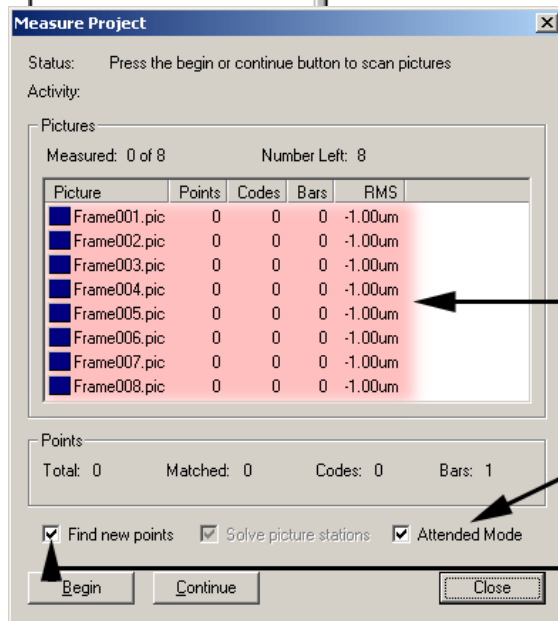 Measure Project
Status: Press the begin or continue button to scan pictures
Activity:
Pictures
Measured: 0 of 8 Number Left: 8
Picture Points Codes Bars RMS
Frame001.pic 0 0 0 -1.00um
Frame002.pic 0 0 0 -1.00um
Frame003.pic 0 0 0 -1.00um
Frame004.pic 0 0 0 -1.00um
Frame005.pic 0 0 0 -1.00um
Frame006.pic 0 0 0 -1.00um
Frame007.pic 0 0 0 -1.00um
Frame008.pic 0 0 0 -1.00um
Points
Total: 0 Matched: 0 Codes: 0 Bars: 1
Find new points Solve picture stations Attended Mode
Begin Continue Close